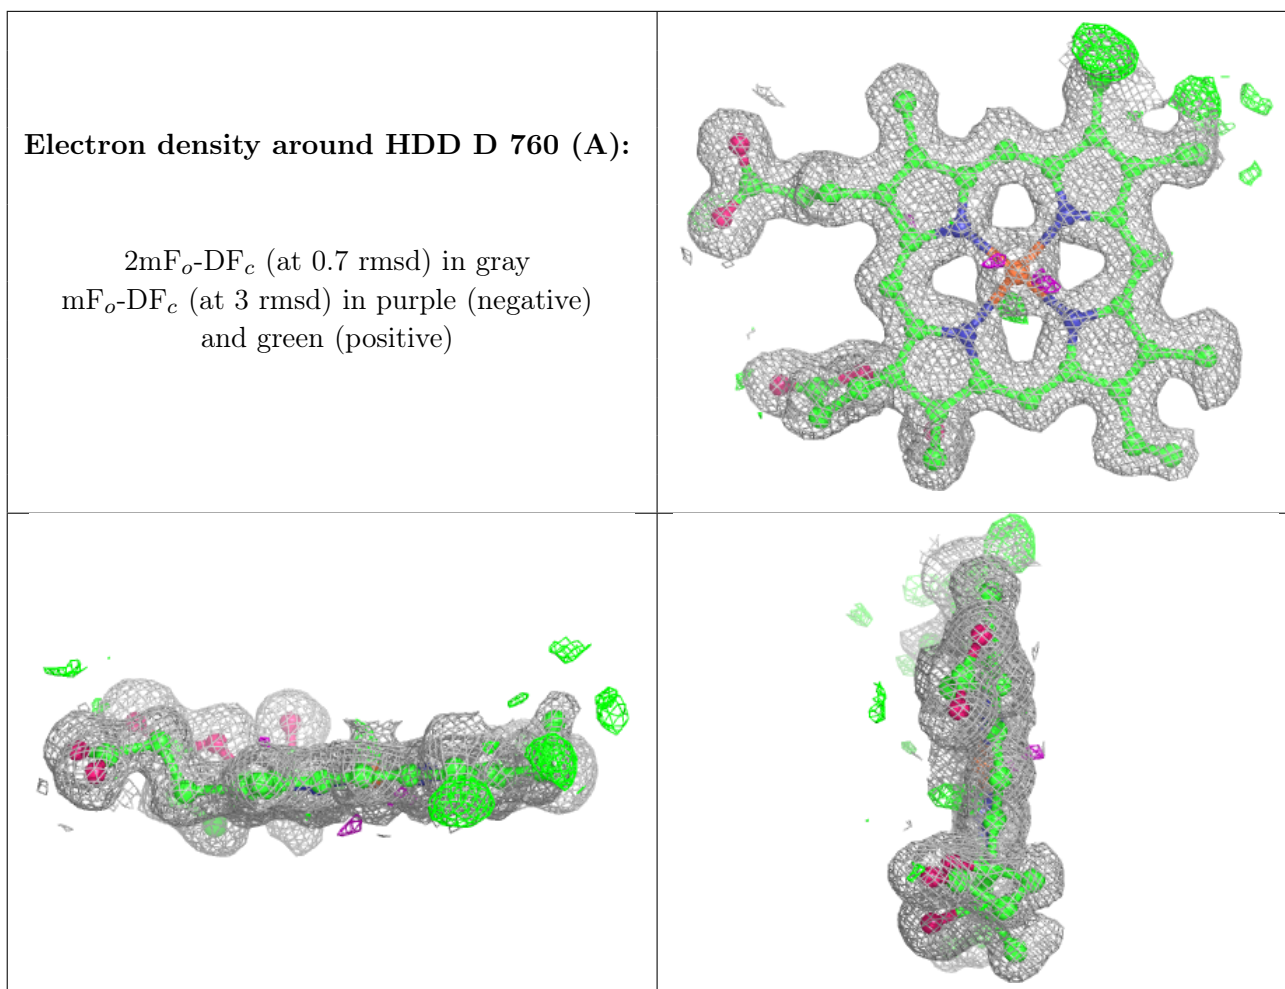 Electron density around HDD D 760 (A):
2mFo-DFc (at 0.7 rmsd) in gray
mFo-DFc (at 3 rmsd) in purple (negative)
and green (positive)